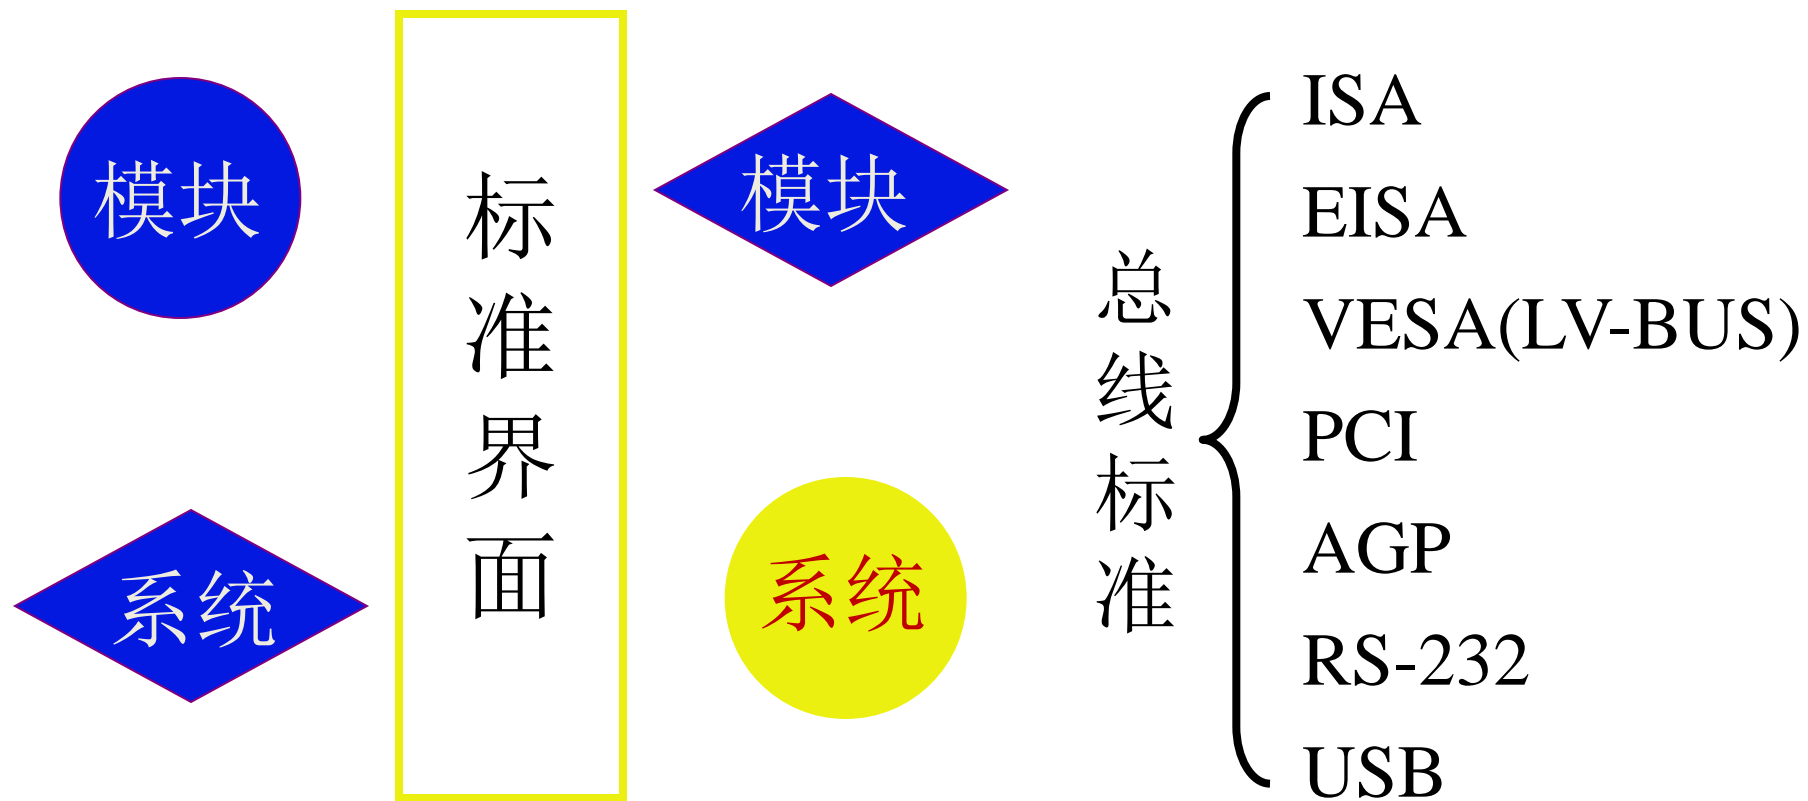 模块
系统
标准界面
模块
系统
总线标准
ISA
EISA
VESA(LV-BUS)
PCI
AGP
RS-232
USB